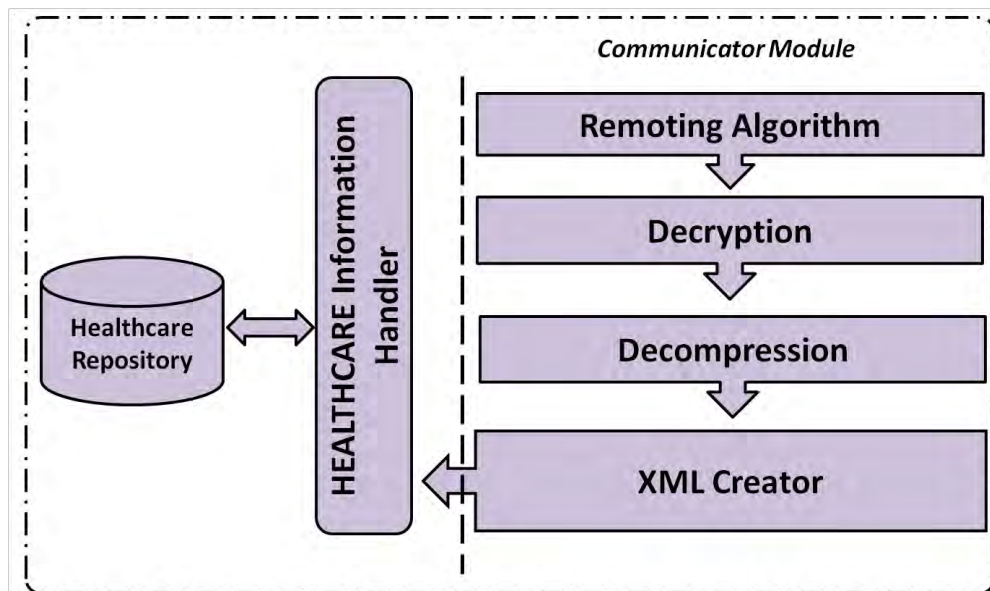 Communicator Module
Remoting Algorithm
Decryption
Decompression
XML Creator
HEALTHCARE Information
Handler
Healthcare
Repository